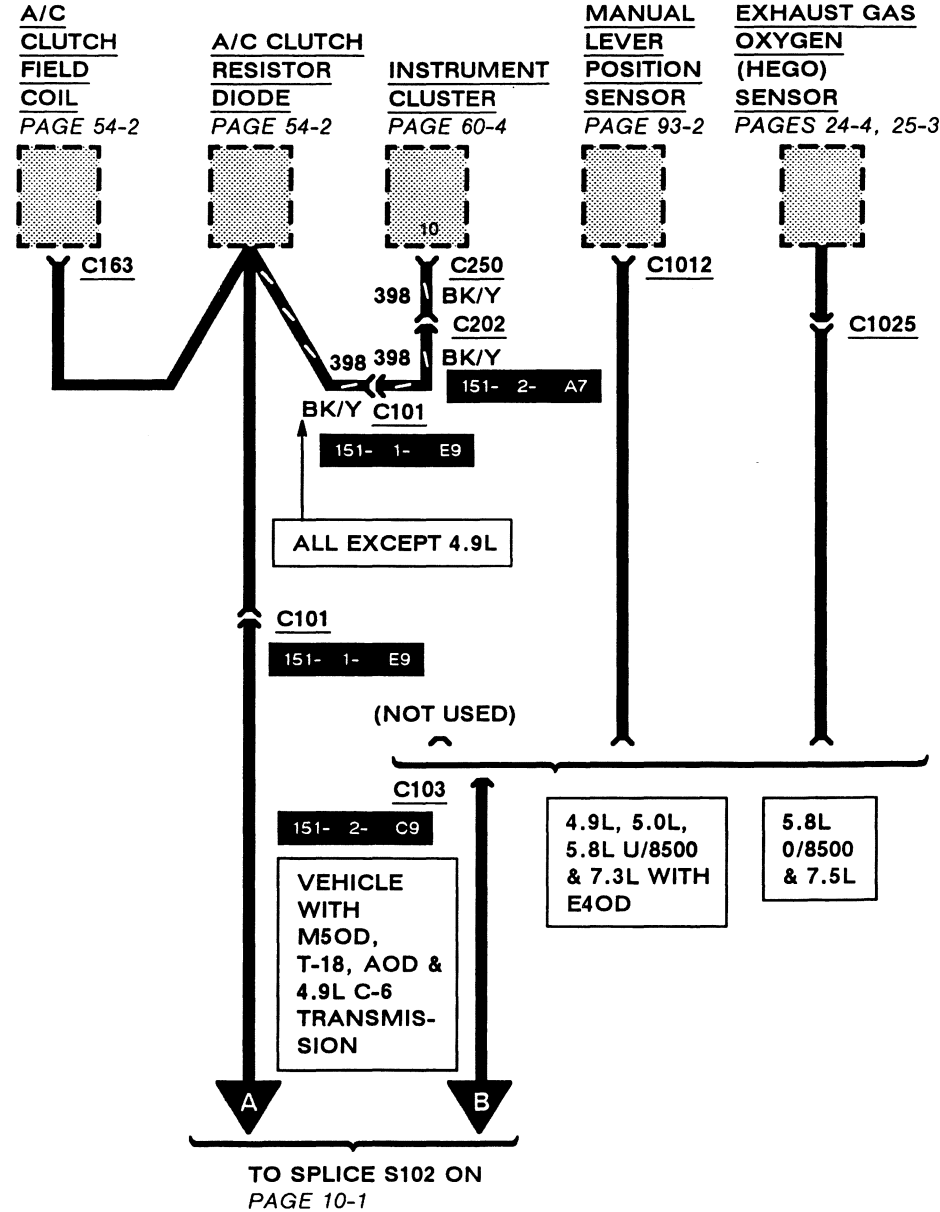 A/C
CLUTCH
FIELD
COIL
PAGE 54-2
A/C CLUTCH
RESISTOR
DIODE
PAGE 54-2
INSTRUMENT
CLUSTER
PAGE 60-4
MANUAL
LEVER
POSITION
SENSOR
PAGE 93-2
EXHAUST GAS
OXYGEN
(HEGO)
SENSOR
PAGES 24-4, 25-3
10
C163
C250
C1012
398 BK/Y
C202
C1025
398 398 BK/Y
151- 2- A7
BK/Y C101
151- 1- E9
ALL EXCEPT 4.9L
C101
151- 1- E9
(NOT USED)
C103
151- 2- C9
VEHICLE
WITH
M5OD,
T-18, AOD &
4.9L C-6
TRANSMIS-
SION
4.9L, 5.0L,
5.8L U/8500
& 7.3L WITH
E4OD
5.8L
0/8500
& 7.5L
A
B
TO SPLICE S102 ON
PAGE 10-1